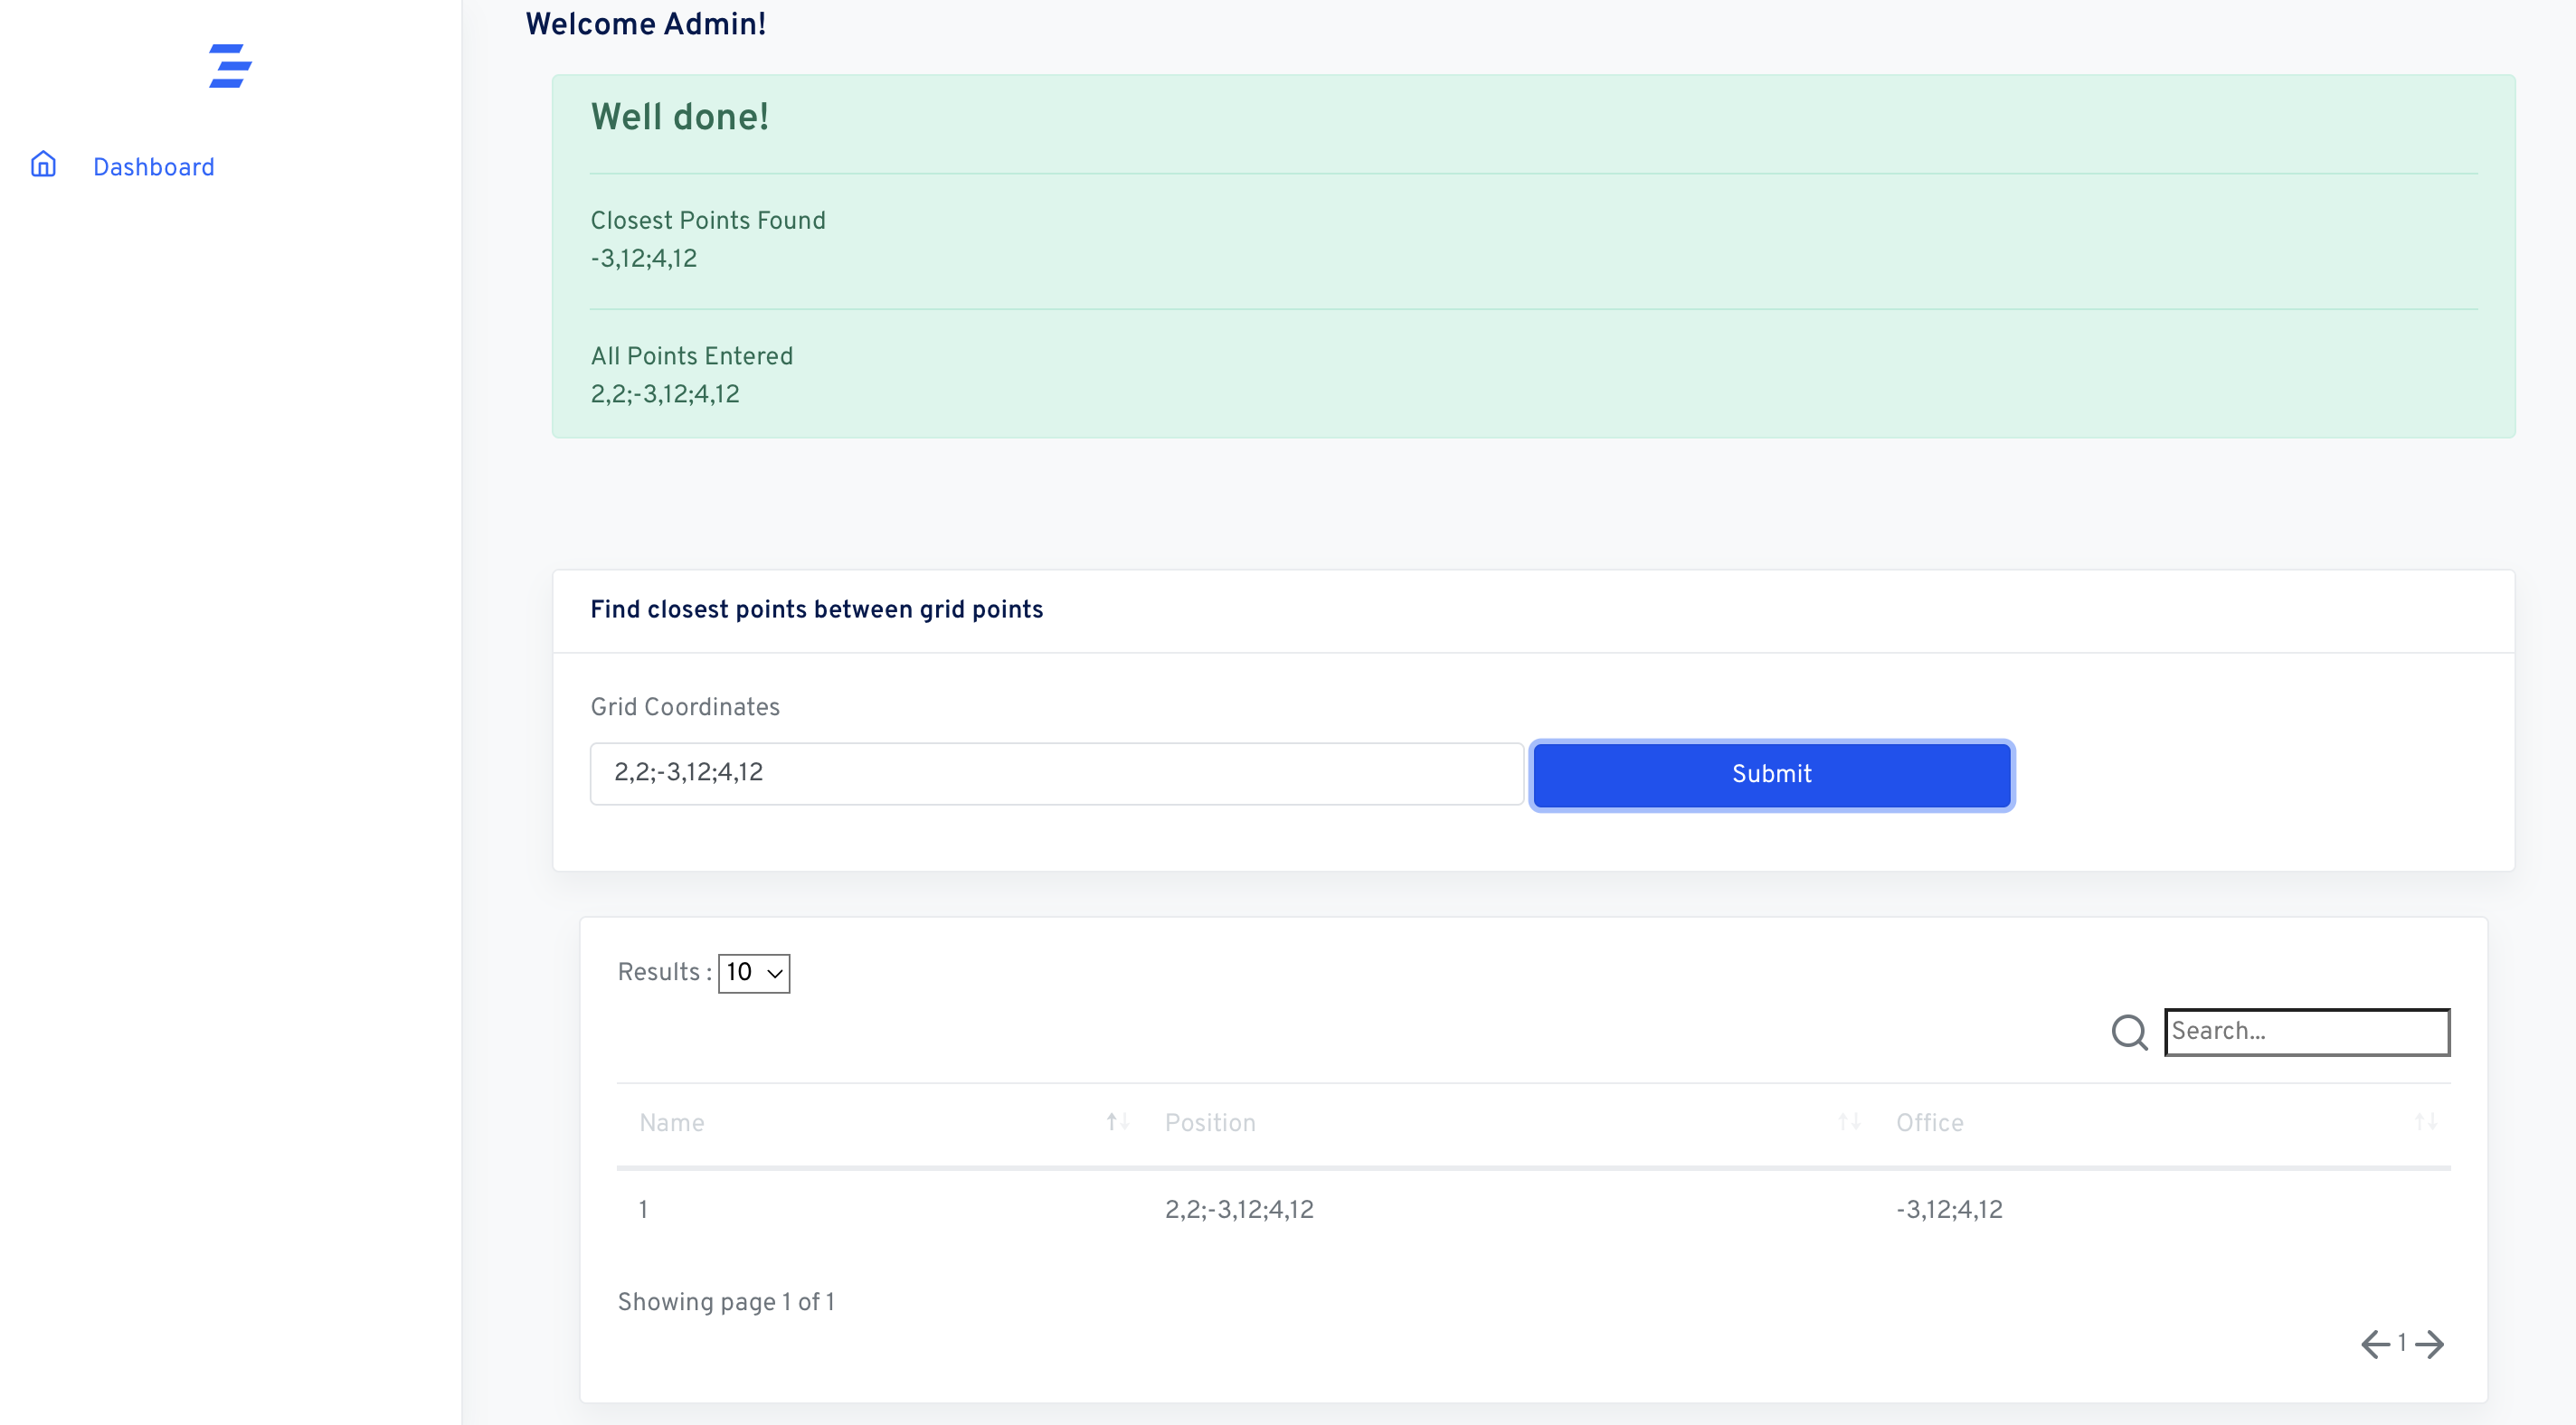 Welcome Admin!
Dashboard
Well done!
Closest Points Found
-3,12;4,12
All Points Entered
2,2;-3,12;4,12
Find closest points between grid points
Grid Coordinates
2,2;-3,12;4,12
Submit
Results : 10
Search...
Name Position Office
1 2,2;-3,12;4,12 -3,12;4,12
Showing page 1 of 1
1